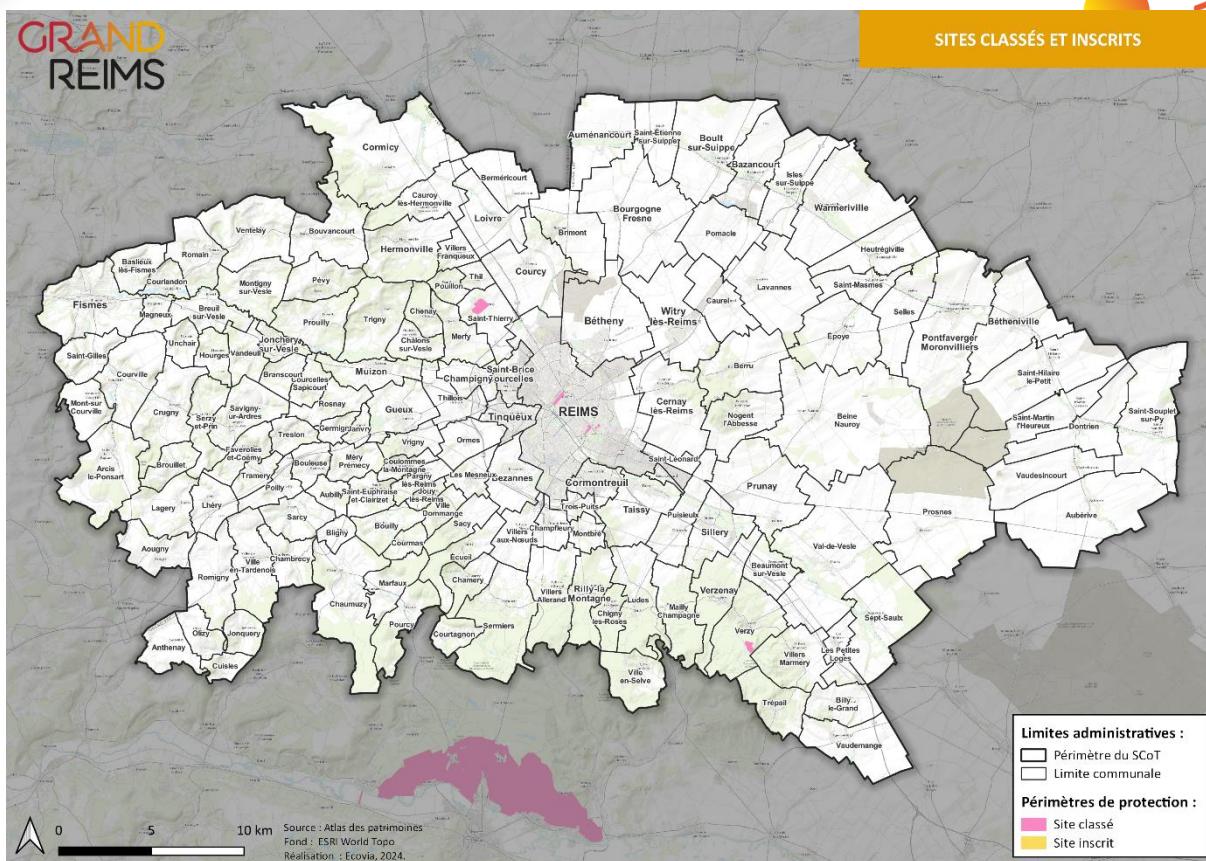 GRAND
REIMS
SITES CLASSÉS ET INSCRITS
Cormicy
Auménancourt
Saint-Étienne
sur-Suippe
Boult
sur-Suippe
Bazancourt
Isles
sur-Suippe
Warmeriville
Berméricourt
Cauroy
lès-Hermonville
Loivre
Bourgogne
Fresne
Brimont
Pomacle
Heutrégiville
Ventelay
Bouvancourt
Hermonville
Villers
Franqueux
Courcy
Romain
Baslieux
lès-Fismes
Courlandon
Montigny
sur-Vesle
Pévy
Thil
Pouillon
Saint-Thierry
Lavannes
Saint-Masmes
Selles
Bétheniville
Fismes
Magneux
Breuil
sur-Vesle
Prouilly
Trigny
Chenay
Châlons
sur-Vesle
Merfy
Bétheny
Witry
lès-Reims
Caurel
Époye
Pontfaverger
Moronvilliers
Unchair
Hourges
Vandeuil
Jonchery
sur-Vesle
Saint-Gilles
Courville
Branscourt
Courcelles
Sapicourt
Muizon
Saint-Brice
Courcelles
Champigny
Berru
Saint-Hilaire
le-Petit
Mont-sur
Courville
Crugny
Serzy
et-Prin
Savigny
sur-Ardres
Rosnay
Gueux
Thillois
Tinqueux
REIMS
Cernay
lès-Reims
Nogent
l'Abbesse
Beine
Nauroy
Saint-Martin
l'Heureux
Dontrien
Saint-Souplet
sur-Py
Treslon
Germigny
Janvry
Vrigny
Ormes
Arcis
le-Ponsart
Brouillet
Faverolles
et-Coëmy
Bouleuse
Méry
Prémecy
Coulommes
la-Montagne
Pargny
lès-Reims
Les Mesneux
Bezannes
Saint-Léonard
Vaudesincourt
Tramery
Poilly
Aubilly
Saint-Euphraise
et-Clairizet
Jouy
lès-Reims
Ville
Dommange
Cormontreuil
Prunay
Lagery
Lhéry
Sarcy
Bligny
Bouilly
Sacy
Trois-Puits
Taissy
Puisieulx
Sillery
Prosnes
Aubérive
Courmas
Villers
aux-Nœuds
Champfleury
Montbré
Val-de-Vesle
Aougny
Ville
en-Tardenois
Chambrecy
Écueil
Chamery
Beaumont
sur-Vesle
Romigny
Marfaux
Chaumuzy
Villers
Allerand
Rilly-la
Montagne
Ludes
Mailly
Champagne
Verzenay
Chigny
les-Roses
Sept-Saulx
Pourcy
Courtagnon
Sermiers
Verzy
Villers
Marmery
Les Petites
Loges
Olizy
Jonquery
Anthenay
Cuisles
Ville
en-Selve
Trépail
Billy
le-Grand
Vaudemange
Limites administratives :
Périmètre du SCoT
Limite communale
Périmètres de protection :
Site classé
Site inscrit
0 5 10 km
Source : Atlas des patrimoines
Fond : ESRI World Topo
Réalisation : Ecovia, 2024.